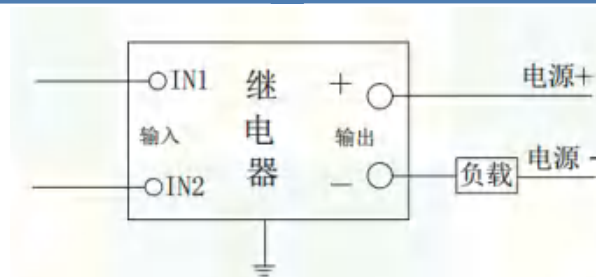 IN1
继
+
电源+
输入
电
输出
IN2
器
－
负载
电源 -